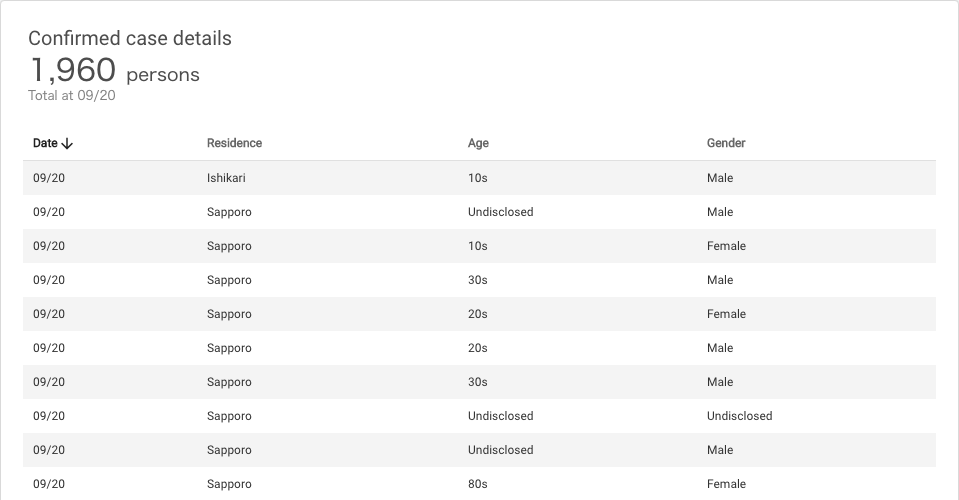 Confirmed case details
1,960 persons
Total at 09/20
Date ↓ Residence Age Gender
09/20 Ishikari 10s Male
09/20 Sapporo Undisclosed Male
09/20 Sapporo 10s Female
09/20 Sapporo 30s Male
09/20 Sapporo 20s Female
09/20 Sapporo 20s Male
09/20 Sapporo 30s Male
09/20 Sapporo Undisclosed Undisclosed
09/20 Sapporo Undisclosed Male
09/20 Sapporo 80s Female